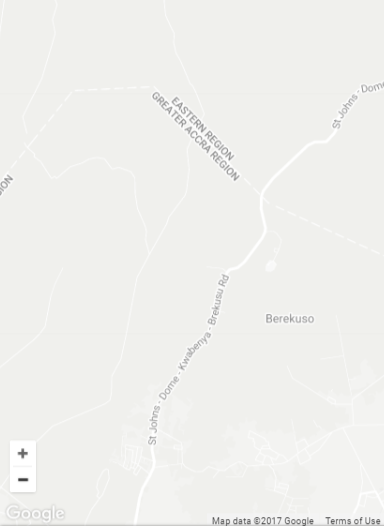 St Johns - Dome
EASTERN REGION
GREATER ACCRA REGION
GION
Berekuso
St Johns - Dome - Kwabenya - Brekusu Rd
+
−
Google
Map data ©2017 Google Terms of Use